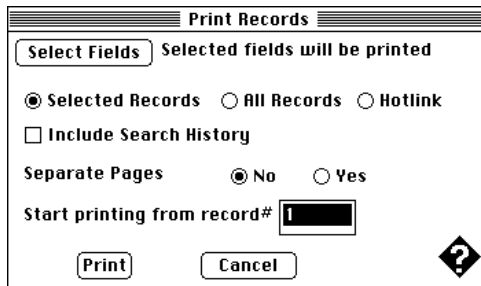 Print Records
Select Fields Selected fields will be printed
Selected Records All Records Hotlink
Include Search History
Separate Pages No Yes
Start printing from record# 1
Print Cancel ?